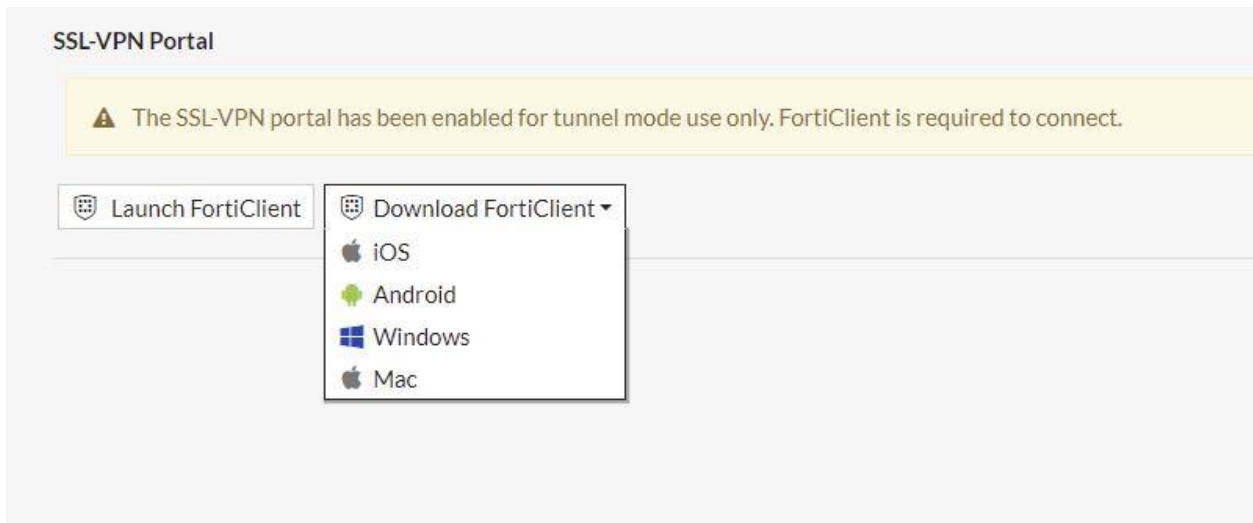 SSL-VPN Portal
The SSL-VPN portal has been enabled for tunnel mode use only. FortiClient is required to connect.
Launch FortiClient Download FortiClient
iOS
Android
Windows
Mac